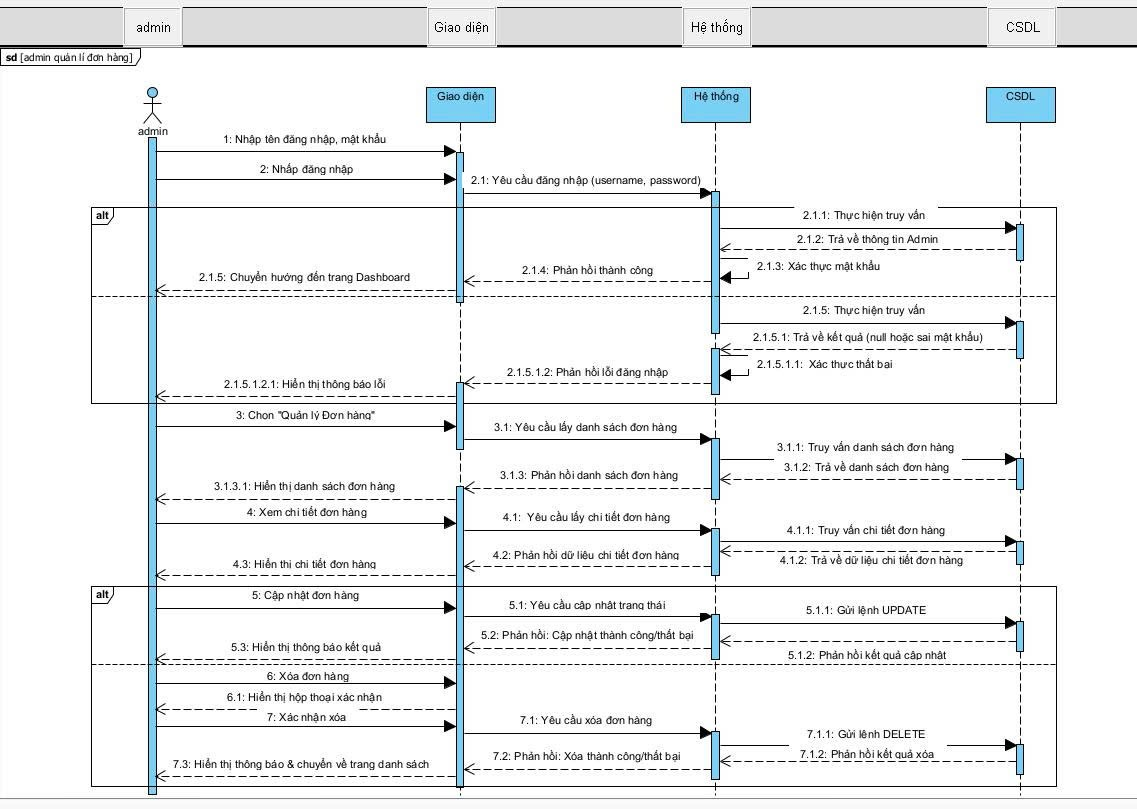 admin
Giao diện
Hệ thống
CSDL
sd [admin quản lí đơn hàng]
Giao diện
Hệ thống
CSDL
admin
1: Nhập tên đăng nhập, mật khẩu
2: Nhấp đăng nhập
2.1: Yêu cầu đăng nhập (username, password)
alt
2.1.1: Thực hiện truy vấn
2.1.2: Trả về thông tin Admin
2.1.3: Xác thực mật khẩu
2.1.4: Phản hồi thành công
2.1.5: Chuyển hướng đến trang Dashboard
2.1.5: Thực hiện truy vấn
2.1.5.1: Trả về kết quả (null hoặc sai mật khẩu)
2.1.5.1.1: Xác thực thất bại
2.1.5.1.2: Phản hồi lỗi đăng nhập
2.1.5.1.2.1: Hiển thị thông báo lỗi
3: Chọn "Quản lý Đơn hàng"
3.1: Yêu cầu lấy danh sách đơn hàng
3.1.1: Truy vấn danh sách đơn hàng
3.1.2: Trả về danh sách đơn hàng
3.1.3: Phản hồi danh sách đơn hàng
3.1.3.1: Hiển thị danh sách đơn hàng
4: Xem chi tiết đơn hàng
4.1: Yêu cầu lấy chi tiết đơn hàng
4.1.1: Truy vấn chi tiết đơn hàng
4.1.2: Trả về dữ liệu chi tiết đơn hàng
4.2: Phản hồi dữ liệu chi tiết đơn hàng
4.3: Hiển thị chi tiết đơn hàng
alt
5: Cập nhật đơn hàng
5.1: Yêu cầu cập nhật trạng thái
5.1.1: Gửi lệnh UPDATE
5.2: Phản hồi: Cập nhật thành công/thất bại
5.1.2: Phản hồi kết quả cập nhật
5.3: Hiển thị thông báo kết quả
6: Xóa đơn hàng
6.1: Hiển thị hộp thoại xác nhận
7: Xác nhận xóa
7.1: Yêu cầu xóa đơn hàng
7.1.1: Gửi lệnh DELETE
7.1.2: Phản hồi kết quả xóa
7.2: Phản hồi: Xóa thành công/thất bại
7.3: Hiển thị thông báo & chuyển về trang danh sách